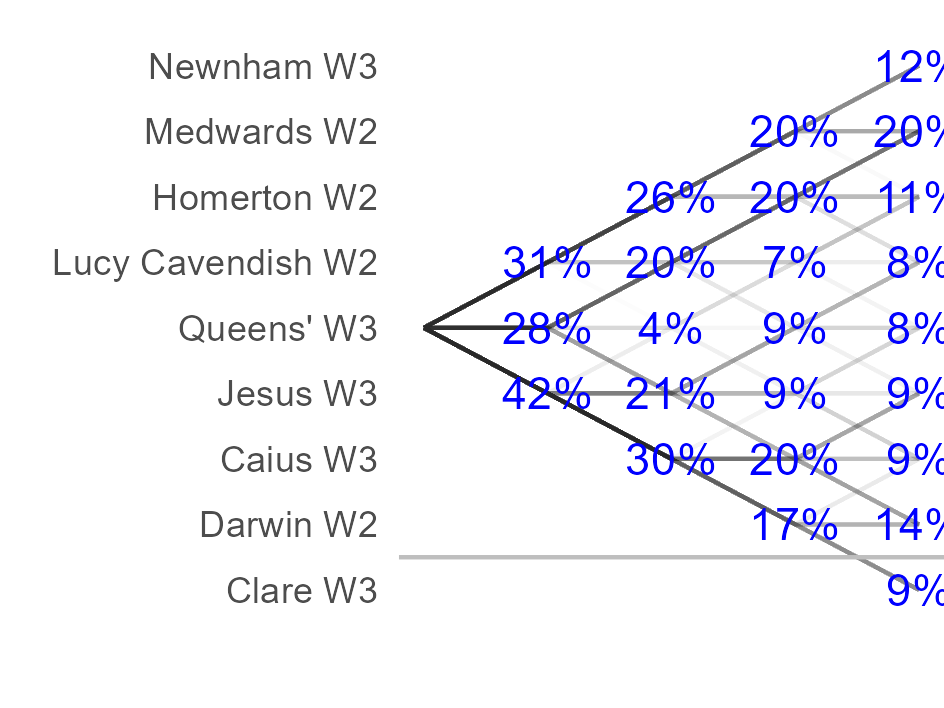 Newnham W3 12%
Medwards W2 20% 20%
Homerton W2 26% 20% 11%
Lucy Cavendish W2 31% 20% 7% 8%
Queens' W3 28% 4% 9% 8%
Jesus W3 42% 21% 9% 9%
Caius W3 30% 20% 9%
Darwin W2 17% 14%
Clare W3 9%